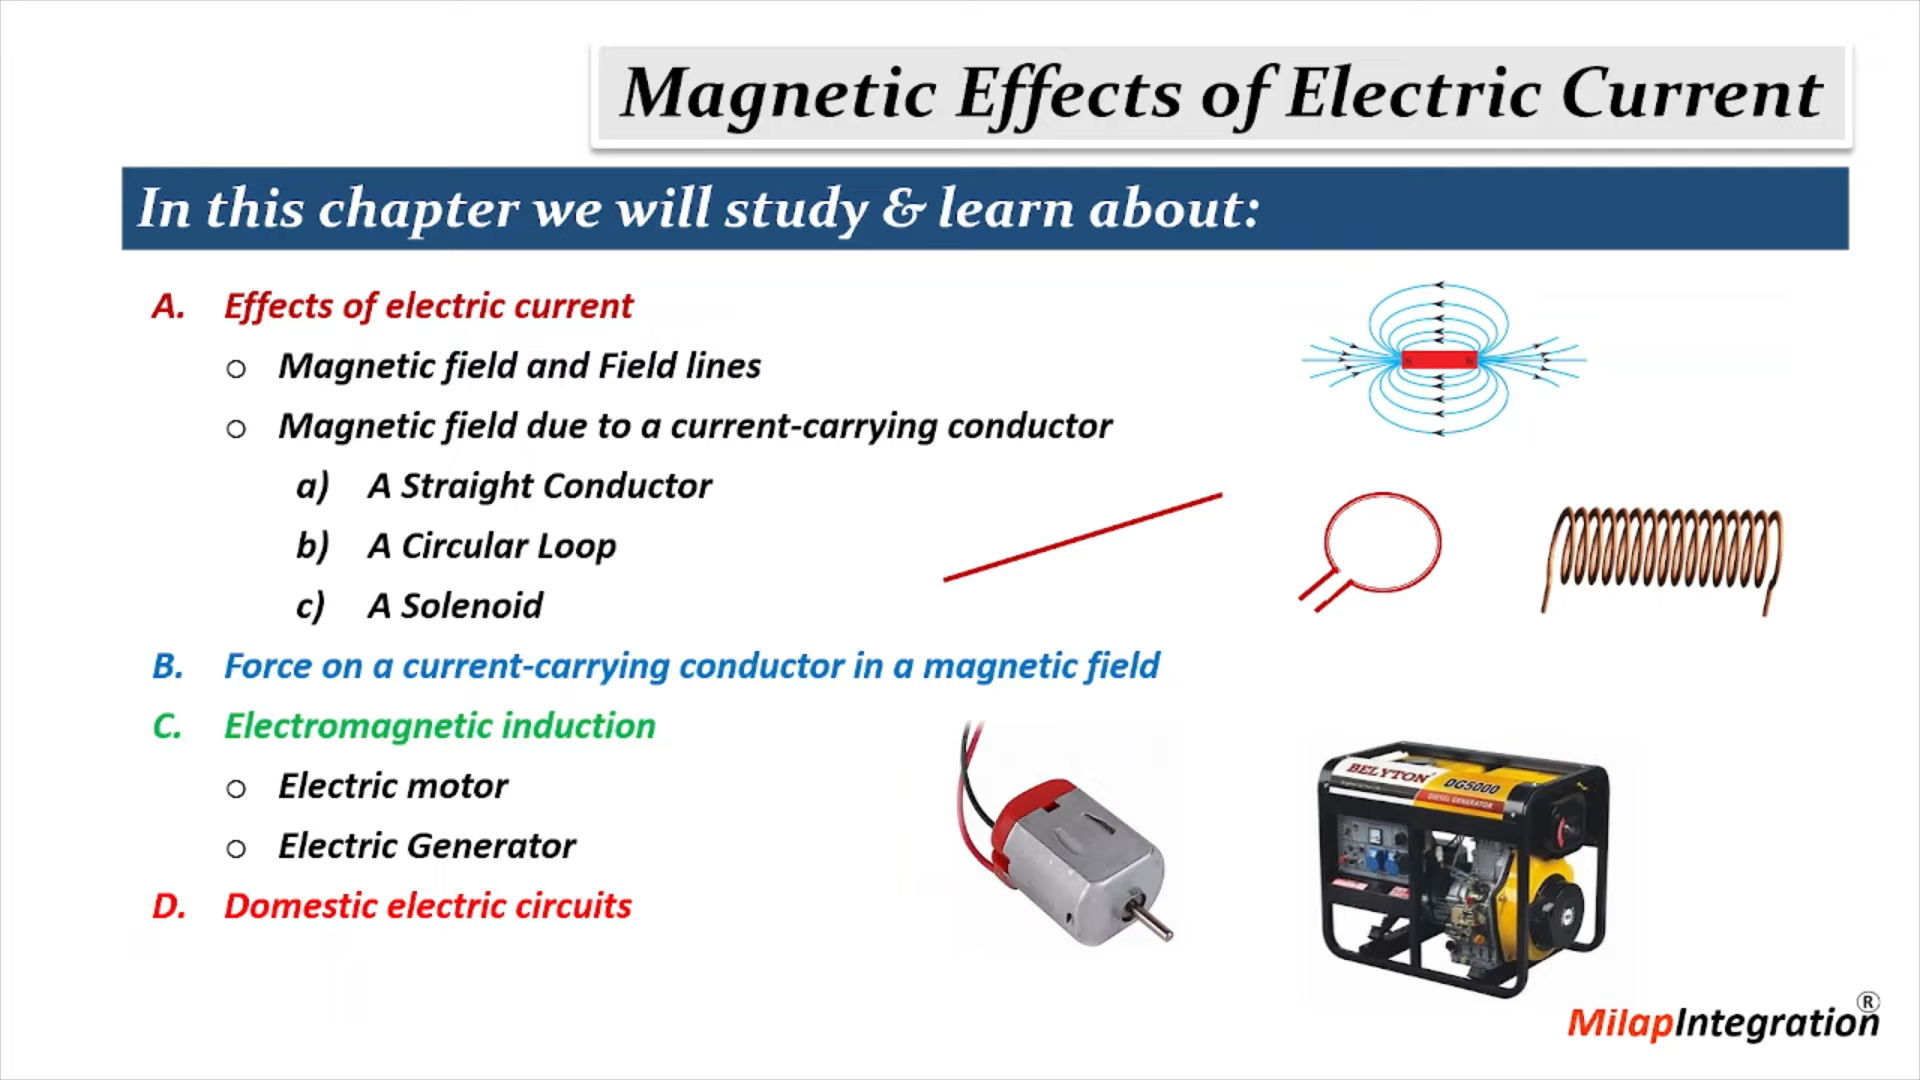 Magnetic Effects of Electric Current
In this chapter we will study & learn about:
A. Effects of electric current
o Magnetic field and Field lines
o Magnetic field due to a current-carrying conductor
a) A Straight Conductor
b) A Circular Loop
c) A Solenoid
B. Force on a current-carrying conductor in a magnetic field
C. Electromagnetic induction
o Electric motor
o Electric Generator
D. Domestic electric circuits
S N
BELYTON
DG5000
DIESEL GENERATOR
MilapIntegration®